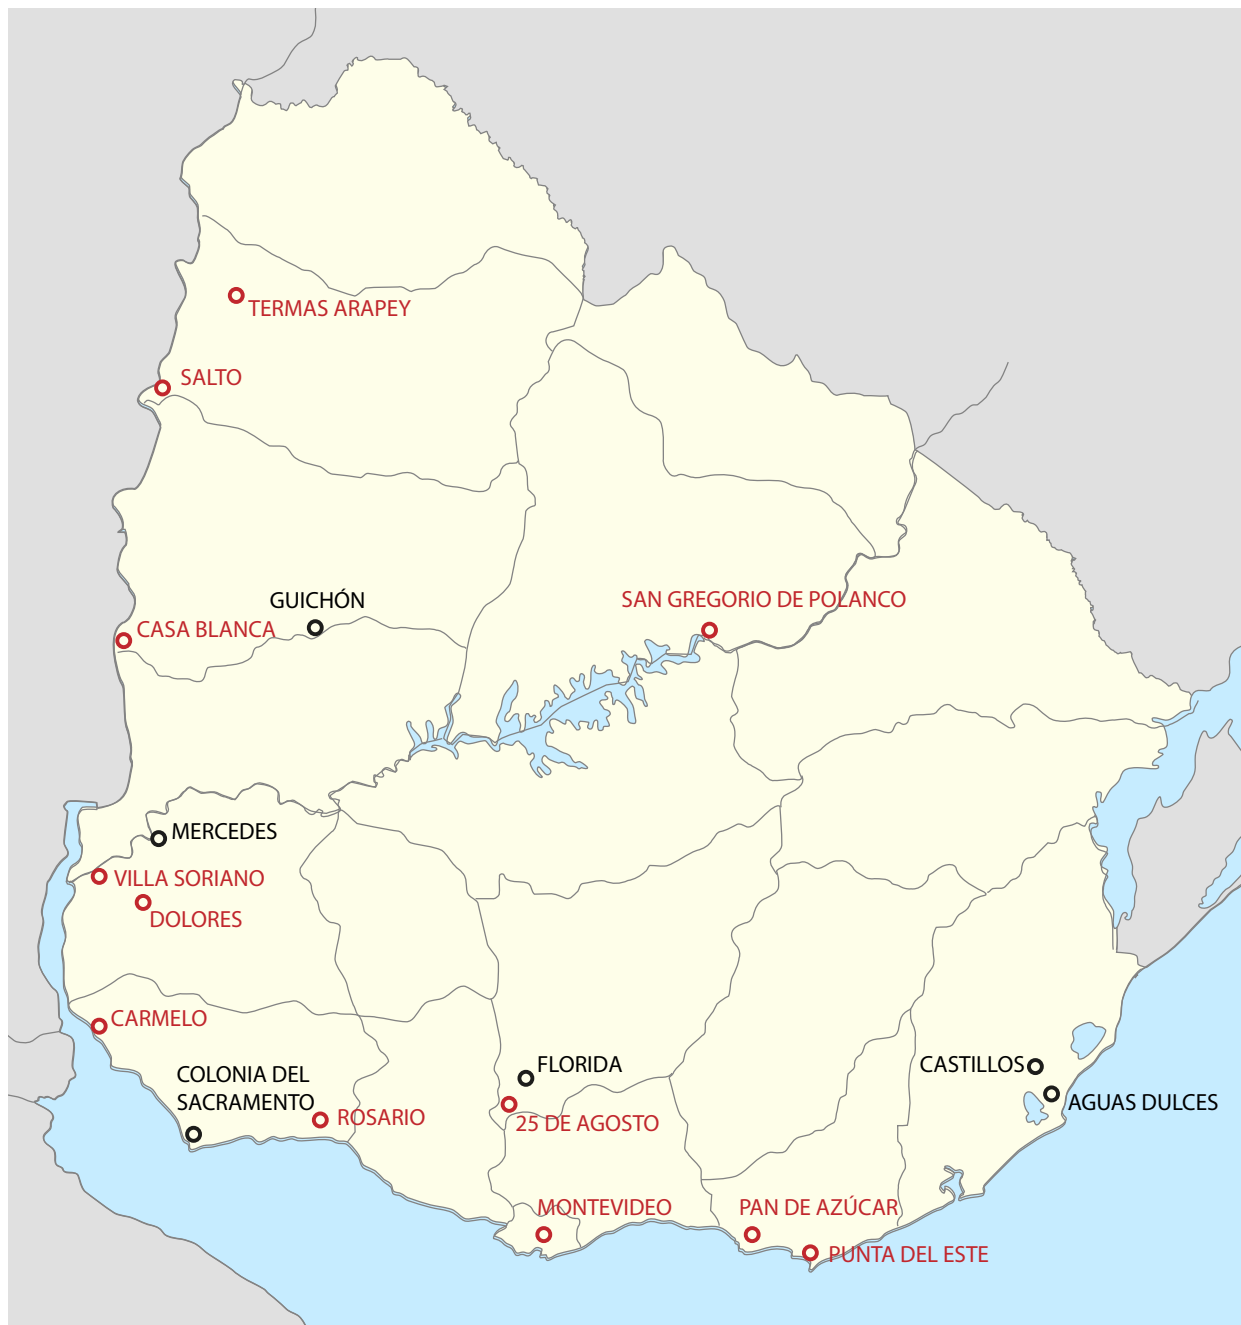 TERMAS ARAPEY
SALTO
GUICHÓN
SAN GREGORIO DE POLANCO
CASA BLANCA
MERCEDES
VILLA SORIANO
DOLORES
CARMELO
FLORIDA
CASTILLOS
COLONIA DEL
SACRAMENTO
AGUAS DULCES
ROSARIO
25 DE AGOSTO
MONTEVIDEO
PAN DE AZÚCAR
PUNTA DEL ESTE